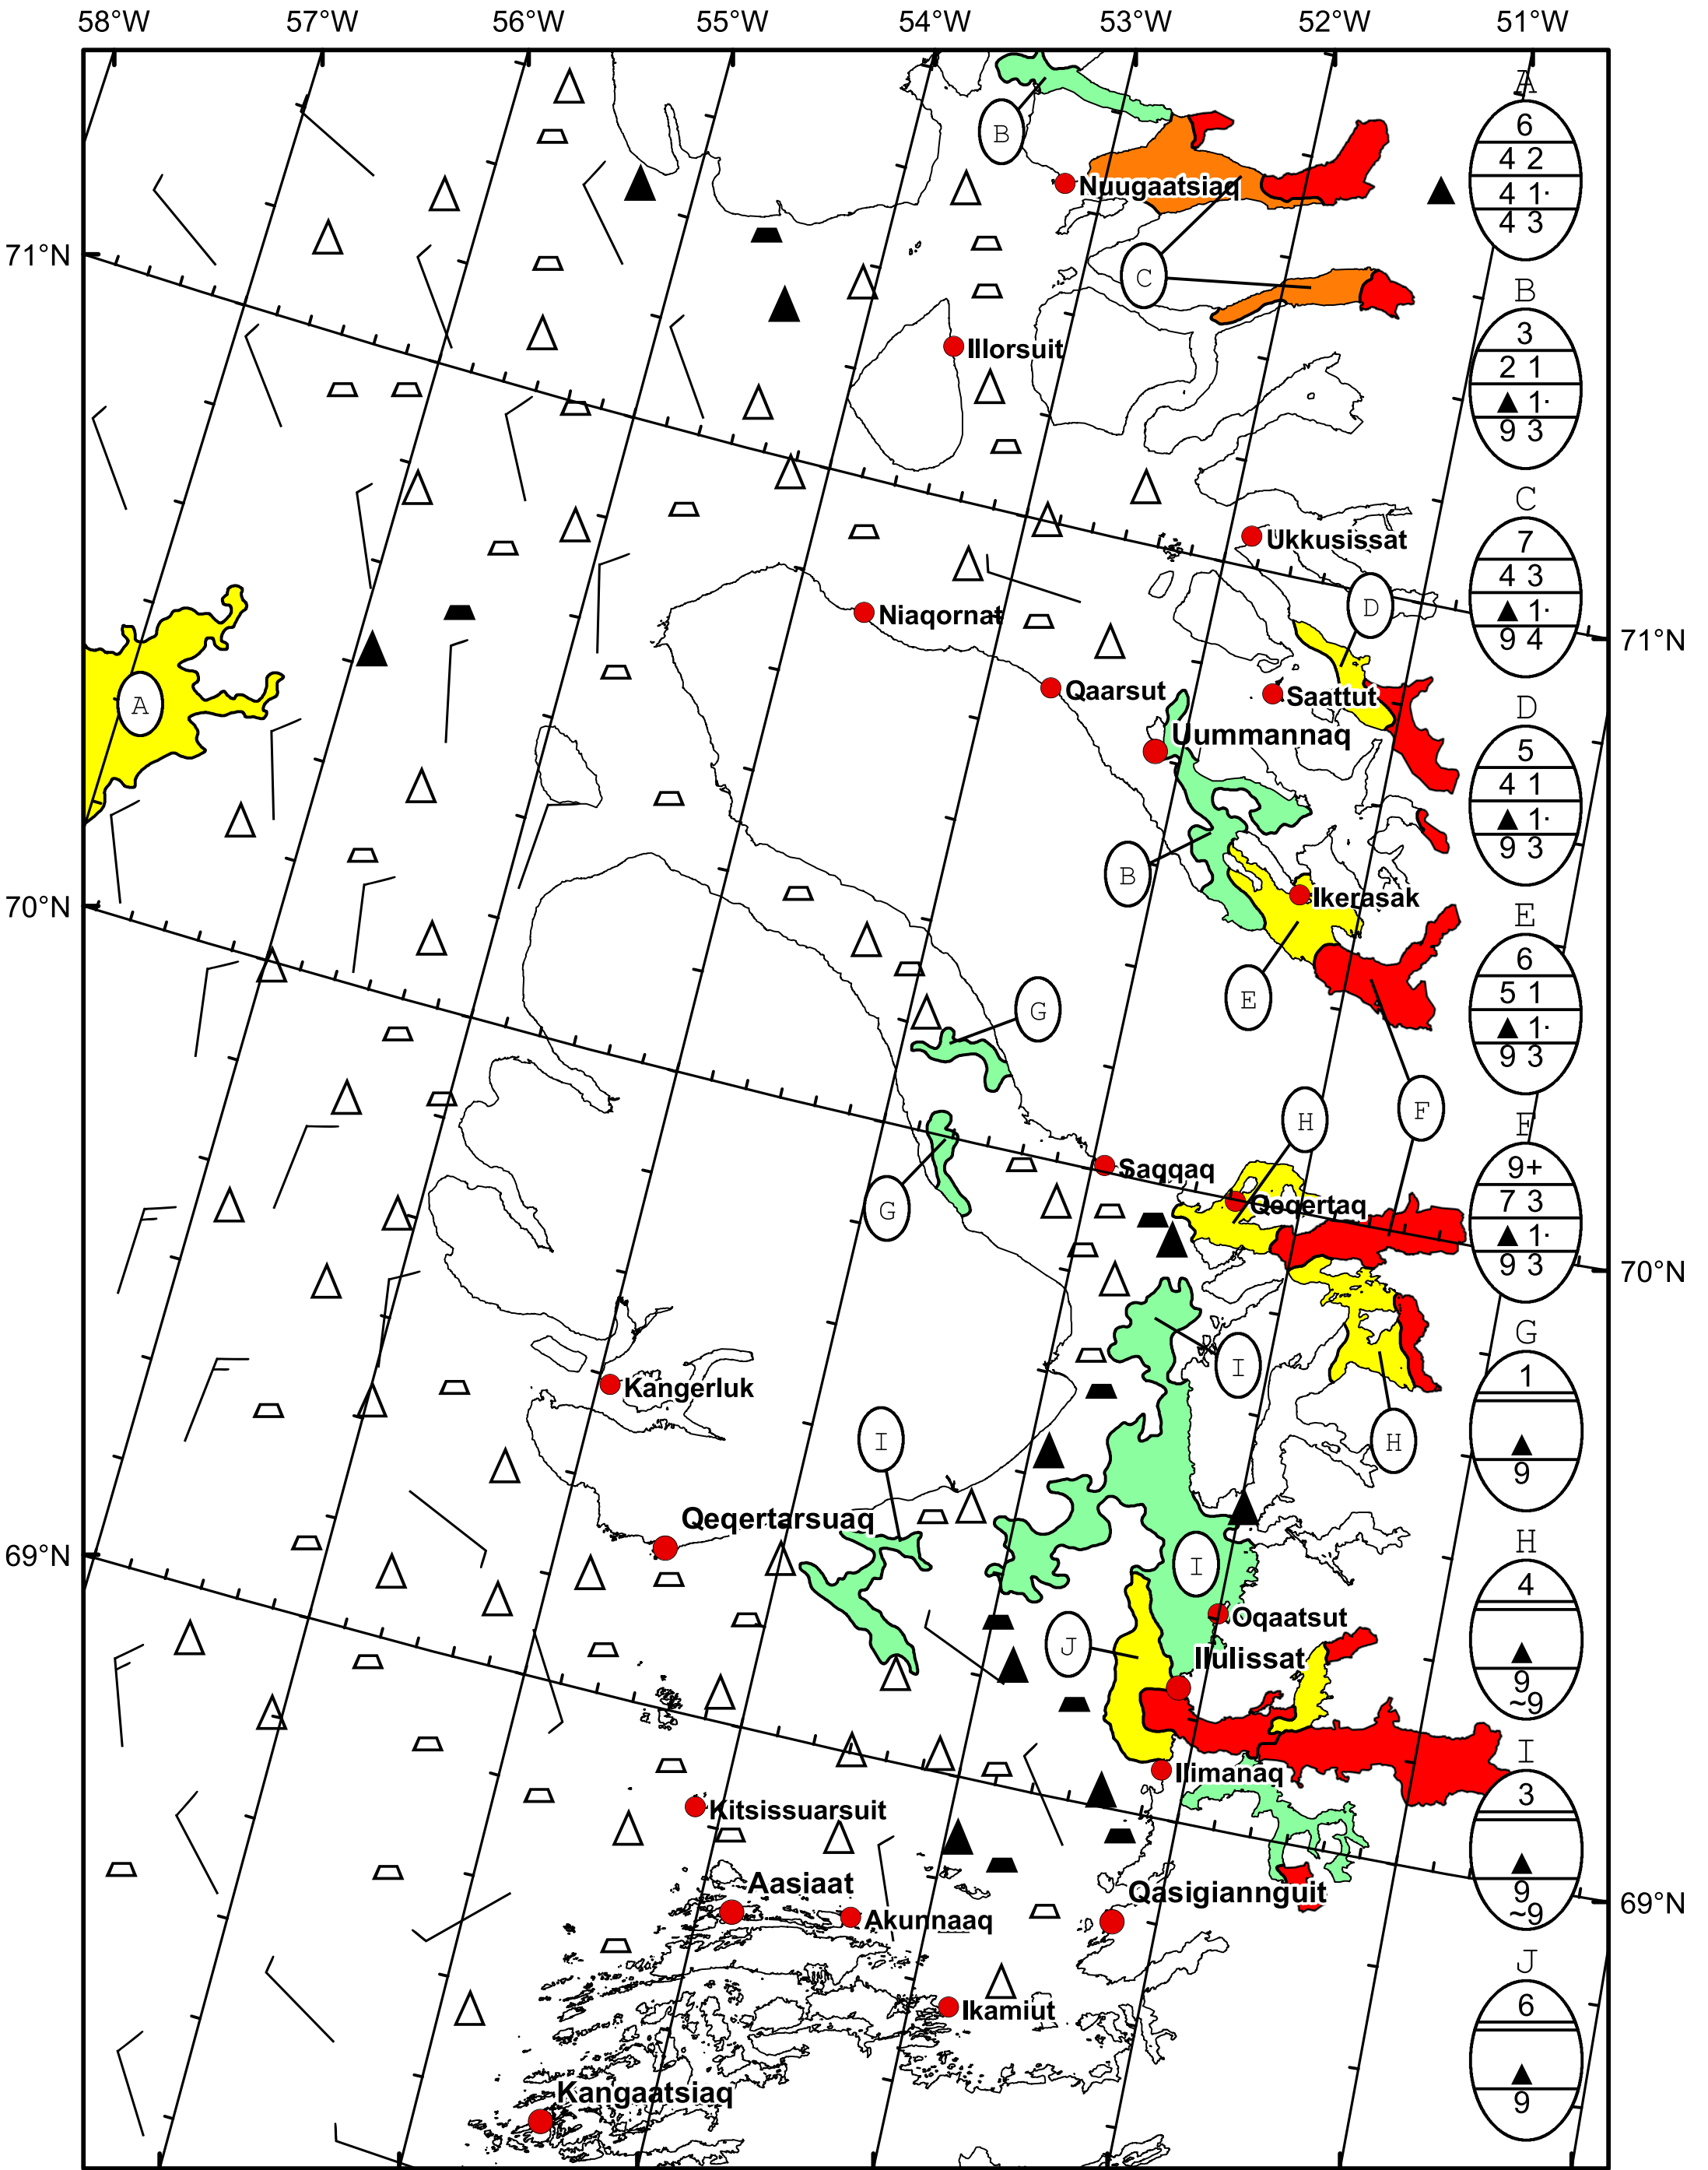 58°W 57°W 56°W 55°W 54°W 53°W 52°W 51°W
A
6
4 2
4 1·
4 3
B
Nuugaatsiaq
71°N
C
B
3
2 1
▲ 1·
9 3
Illorsuit
C
7
4 3
▲ 1·
9 4
Ukkusissat
D
Niaqornat
71°N
Qaarsut
Saattut
A
Uummannaq
D
5
4 1
▲ 1·
9 3
B
Ikerasak
70°N
E
6
5 1
▲ 1·
9 3
E
G
H
F
F
9+
7 3
▲ 1·
9 3
Saqqaq
Qeqertaq
G
70°N
I
G
1
▲
9
Kangerluk
I
H
Qeqertarsuaq
69°N
I
H
4
▲
9
~9
Oqaatsut
J
Ilulissat
Ilimanaq
I
3
▲
9
~9
Kitsissuarsuit
Aasiaat
Qasigiannguit
Akunnaaq
69°N
Ikamiut
J
6
▲
9
Kangaatsiaq